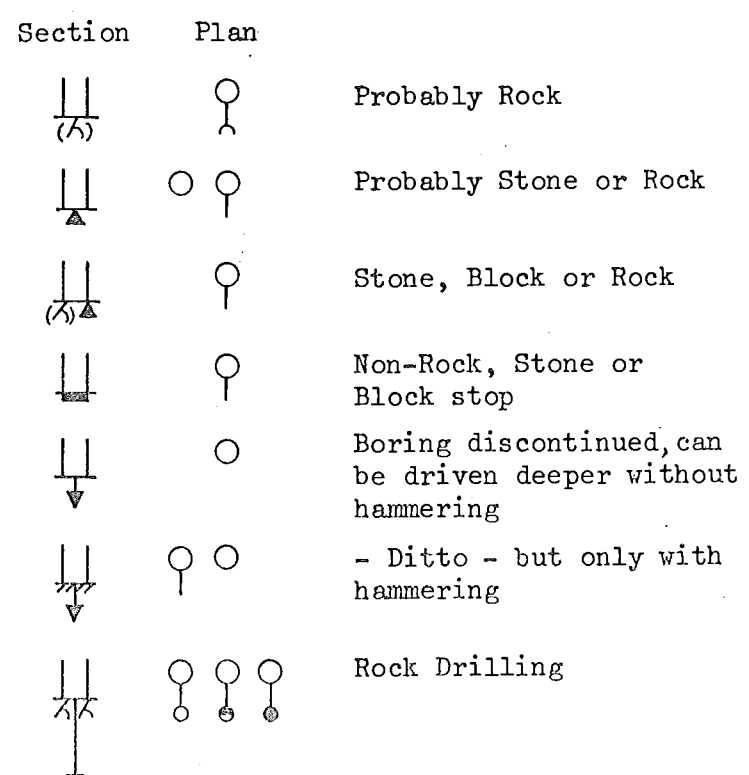 Section Plan
Probably Rock
Probably Stone or Rock
Stone, Block or Rock
Non-Rock, Stone or
Block stop
Boring discontinued, can
be driven deeper without
hammering
- Ditto - but only with
hammering
Rock Drilling